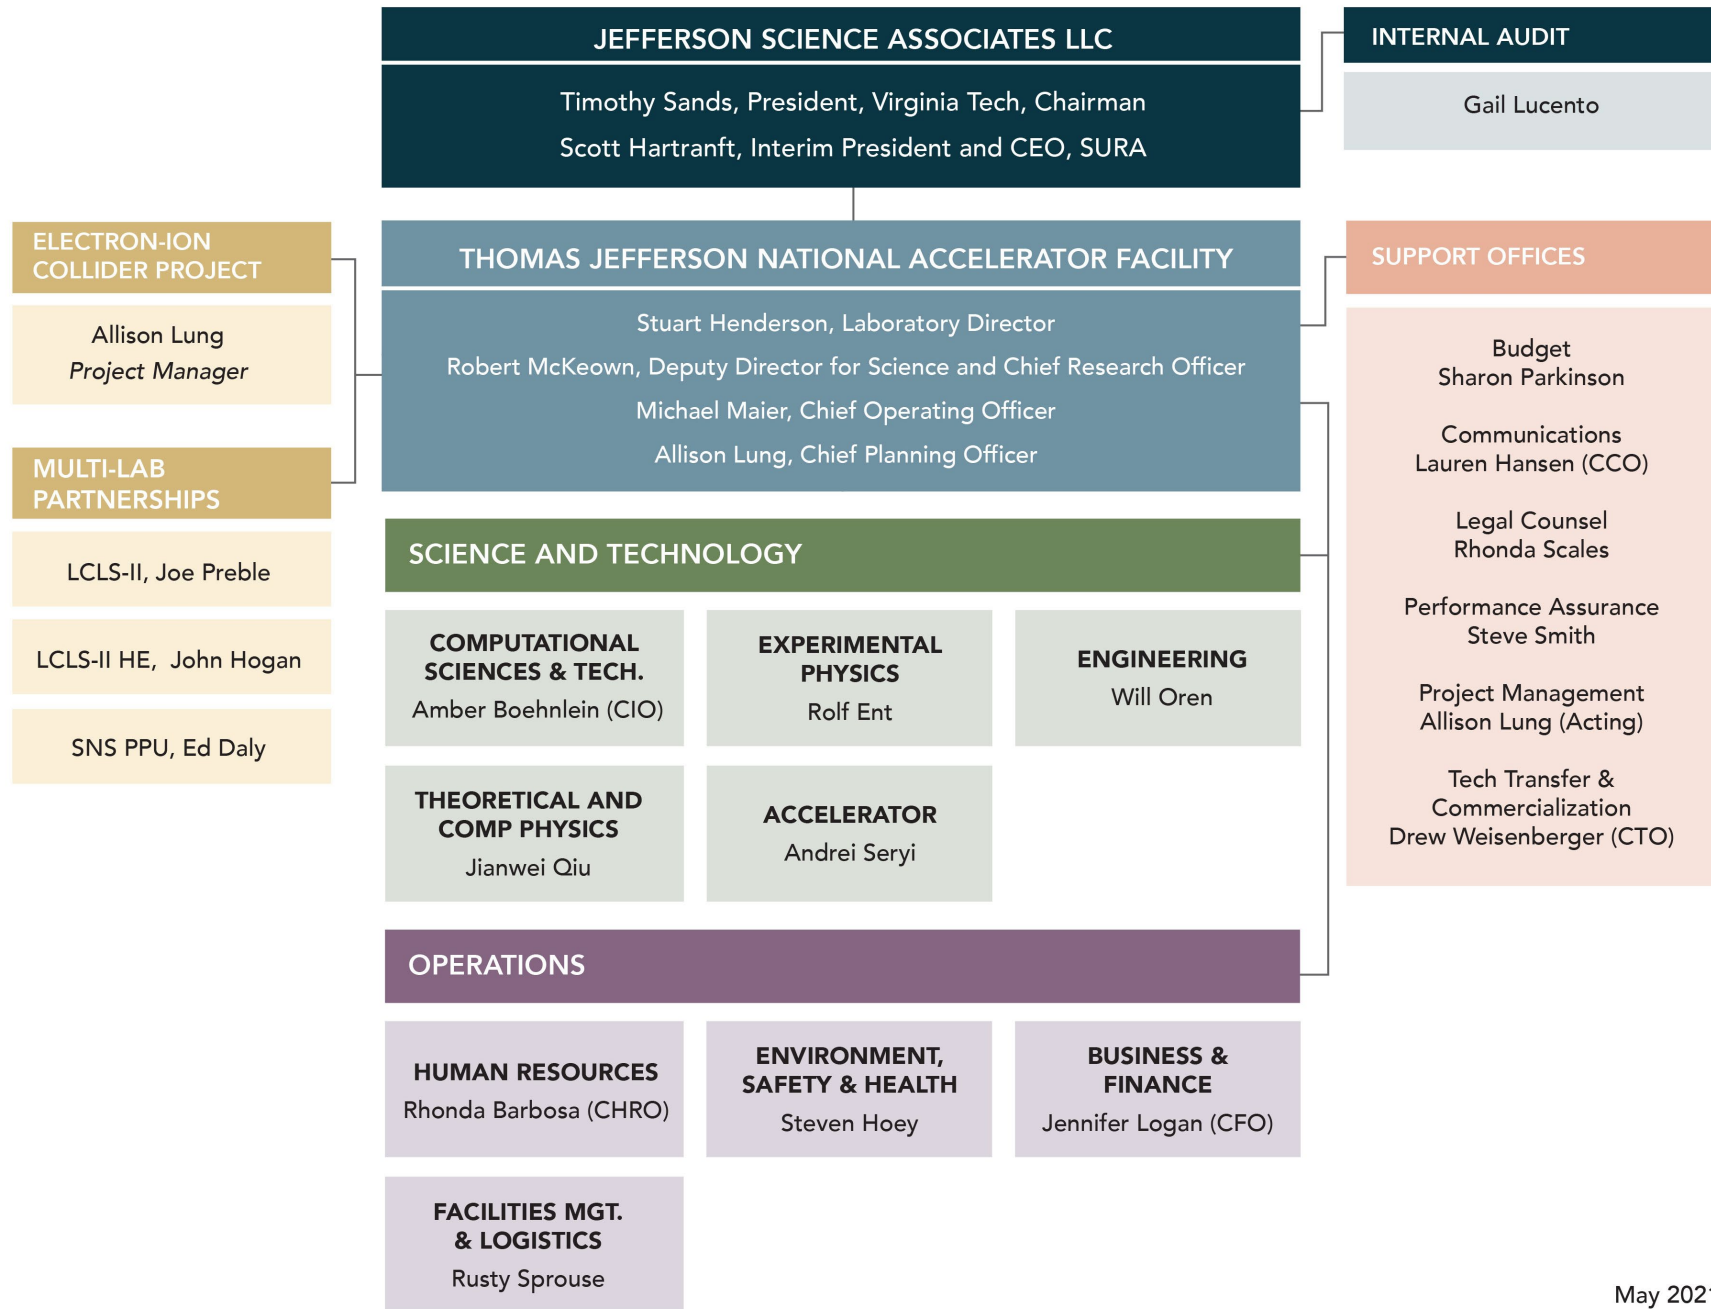 JEFFERSON SCIENCE ASSOCIATES LLC
Timothy Sands, President, Virginia Tech, Chairman
Scott Hartranft, Interim President and CEO, SURA
INTERNAL AUDIT
Gail Lucento
ELECTRON-ION
COLLIDER PROJECT
Allison Lung
Project Manager
MULTI-LAB
PARTNERSHIPS
LCLS-II, Joe Preble
LCLS-II HE, John Hogan
SNS PPU, Ed Daly
THOMAS JEFFERSON NATIONAL ACCELERATOR FACILITY
Stuart Henderson, Laboratory Director
Robert McKeown, Deputy Director for Science and Chief Research Officer
Michael Maier, Chief Operating Officer
Allison Lung, Chief Planning Officer
SUPPORT OFFICES
Budget
Sharon Parkinson
Communications
Lauren Hansen (CCO)
Legal Counsel
Rhonda Scales
Performance Assurance
Steve Smith
Project Management
Allison Lung (Acting)
Tech Transfer &
Commercialization
Drew Weisenberger (CTO)
SCIENCE AND TECHNOLOGY
COMPUTATIONAL
SCIENCES & TECH.
Amber Boehnlein (CIO)
EXPERIMENTAL
PHYSICS
Rolf Ent
ENGINEERING
Will Oren
THEORETICAL AND
COMP PHYSICS
Jianwei Qiu
ACCELERATOR
Andrei Seryi
OPERATIONS
HUMAN RESOURCES
Rhonda Barbosa (CHRO)
ENVIRONMENT,
SAFETY & HEALTH
Steven Hoey
BUSINESS &
FINANCE
Jennifer Logan (CFO)
FACILITIES MGT.
& LOGISTICS
Rusty Sprouse
May 2021